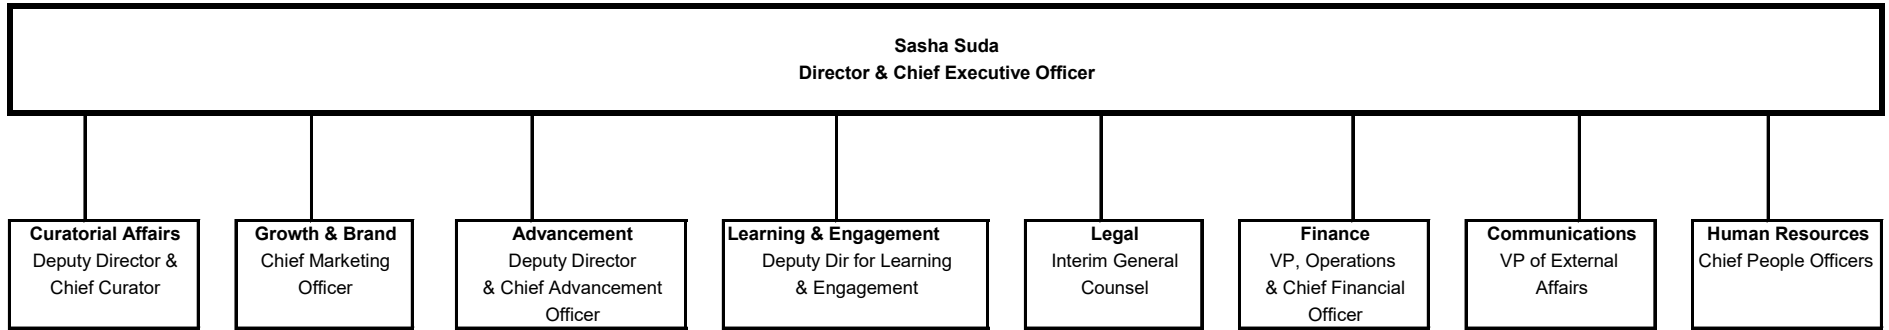 Sasha Suda
Director & Chief Executive Officer
Curatorial Affairs
Deputy Director &
Chief Curator
Growth & Brand
Chief Marketing
Officer
Advancement
Deputy Director
& Chief Advancement
Officer
Learning & Engagement
Deputy Dir for Learning
& Engagement
Legal
Interim General
Counsel
Finance
VP, Operations
& Chief Financial
Officer
Communications
VP of External
Affairs
Human Resources
Chief People Officers